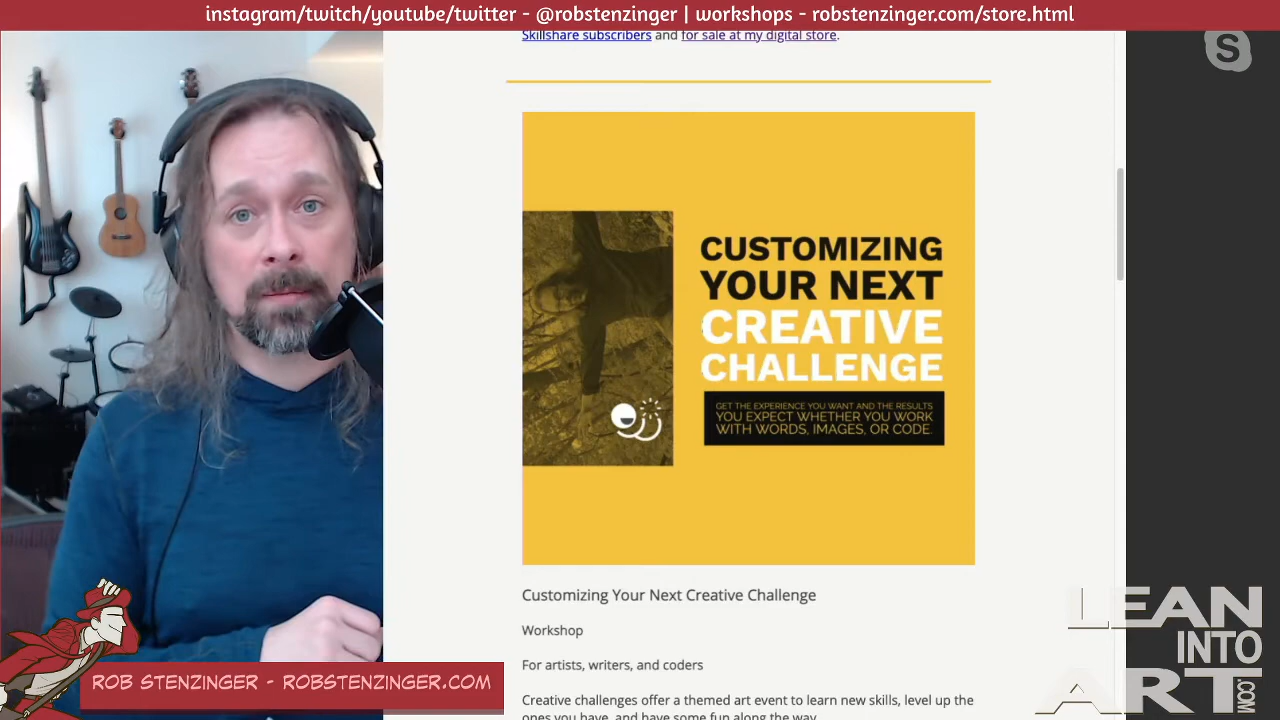 instagram/twitch/youtube/twitter - @robstenzinger | workshops - robstenzinger.com/store.html
Skillshare subscribers and for sale at my digital store.
S
CUSTOMIZING
YOUR NEXT
CREATIVE
CHALLENGE
GET THE EXPERIENCE YOU WANT AND THE RESULTS
YOU EXPECT WHETHER YOU WORK
WITH WORDS, IMAGES, OR CODE.
Customizing Your Next Creative Challenge
Workshop
For artists, writers, and coders
Creative challenges offer a themed art event to learn new skills, level up the
ones you have, and have some fun along the way.
ROB STENZINGER - ROBSTENZINGER.COM
LEAN
INTO
ART
.COM